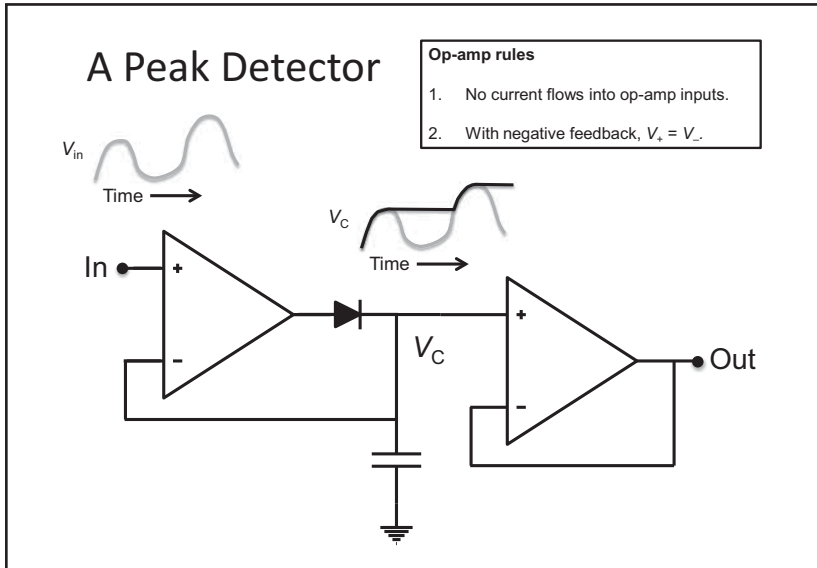 A Peak Detector
Op-amp rules
1. No current flows into op-amp inputs.
2. With negative feedback, V+ = V–.
Vin
Time
VC
Time
In
+
–
VC
+
–
Out